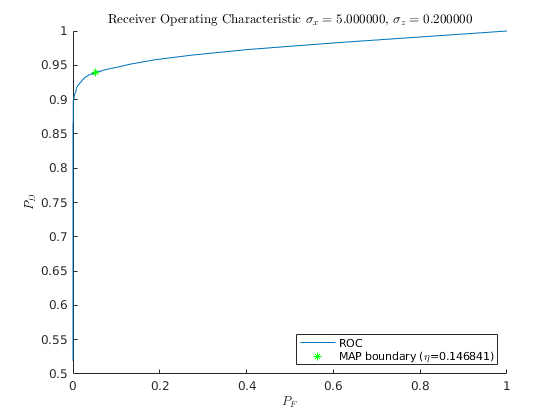 Receiver Operating Characteristic σx = 5.000000, σz = 0.200000
1
0.95
0.9
0.85
0.8
0.75
0.7
0.65
0.6
0.55
0.5
PD
0 0.2 0.4 0.6 0.8 1
PF
ROC
MAP boundary (η=0.146841)